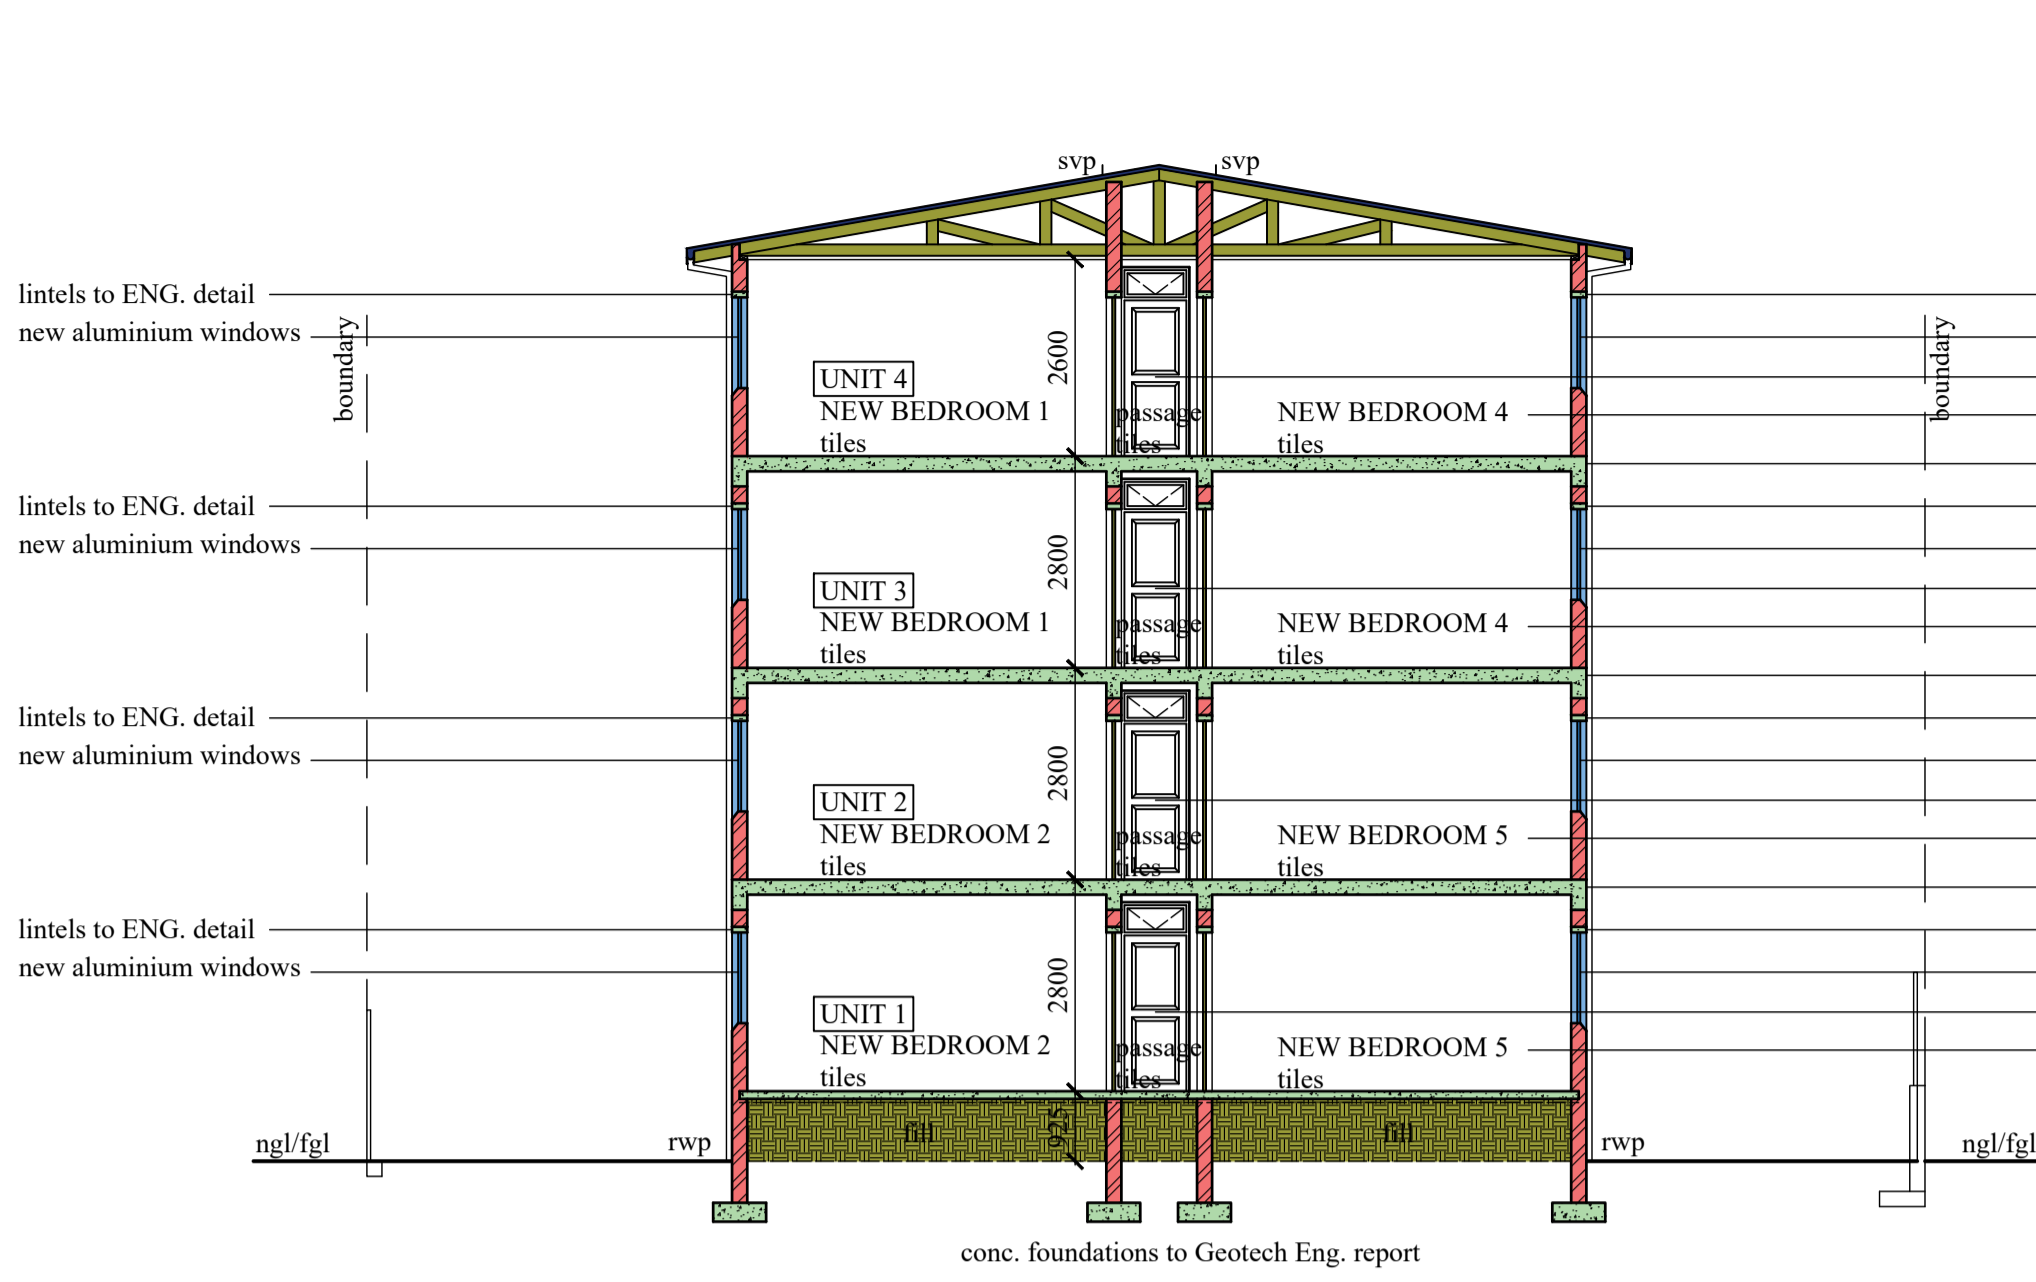 svp
svp
lintels to ENG. detail
new aluminium windows
boundary
boundary
2600
UNIT 4
NEW BEDROOM 1
tiles
passage
tiles
NEW BEDROOM 4
tiles
lintels to ENG. detail
new aluminium windows
2800
UNIT 3
NEW BEDROOM 1
tiles
passage
tiles
NEW BEDROOM 4
tiles
lintels to ENG. detail
new aluminium windows
2800
UNIT 2
NEW BEDROOM 2
tiles
passage
tiles
NEW BEDROOM 5
tiles
lintels to ENG. detail
new aluminium windows
2800
UNIT 1
NEW BEDROOM 2
tiles
passage
tiles
NEW BEDROOM 5
tiles
ngl/fgl
rwp
fill
925
fill
rwp
ngl/fgl
conc. foundations to Geotech Eng. report